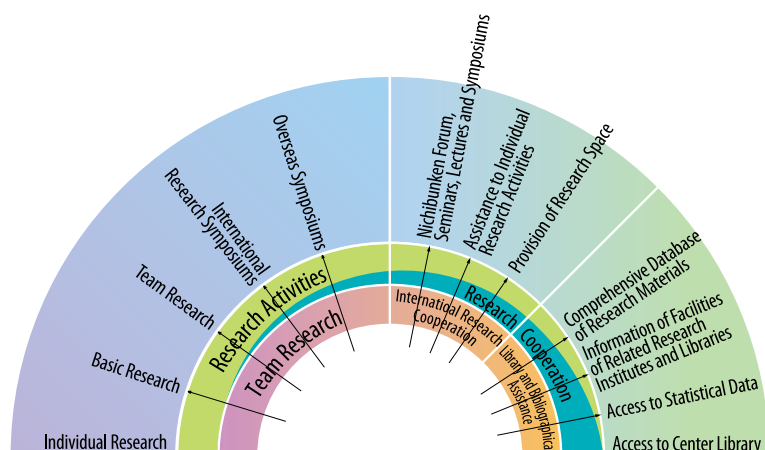 Individual Research
Basic Research
Team Research
International
Research Symposiums
Overseas Symposiums
Nichibunken Forum,
Seminars, Lectures and Symposiums
Assistance to Individual
Research Activities
Provision of Research Space
Comprehensive Database
of Research Materials
Information of Facilities
of Related Research
Institutes and Libraries
Access to Statistical Data
Access to Center Library
Research Activities
Research Cooperation
Team Research
Internatioal Research
Cooperation
Library and Bibliographica
Assistance